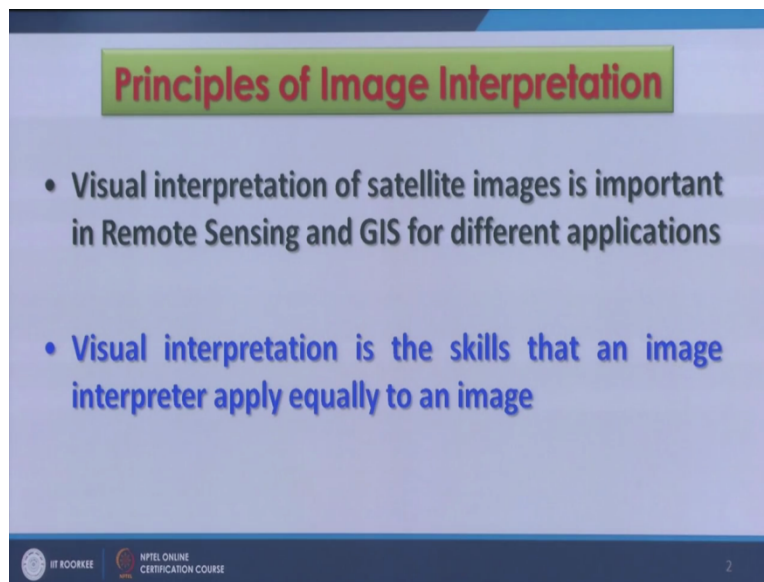 Principles of Image Interpretation
• Visual interpretation of satellite images is important
in Remote Sensing and GIS for different applications
• Visual interpretation is the skills that an image
interpreter apply equally to an image
IIT ROORKEE
NPTEL ONLINE
CERTIFICATION COURSE
NPTEL
2